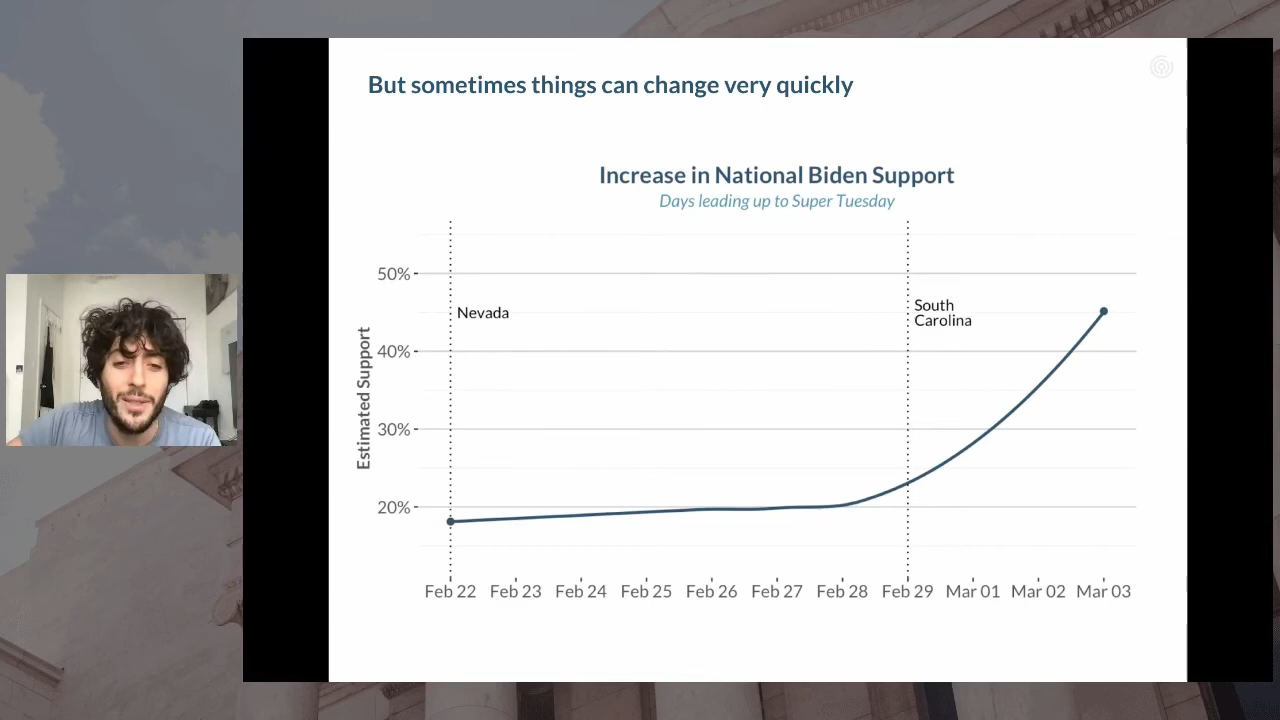 But sometimes things can change very quickly
Increase in National Biden Support
Days leading up to Super Tuesday
Estimated Support
50%
40%
30%
20%
Nevada
South
Carolina
Feb 22 Feb 23 Feb 24 Feb 25 Feb 26 Feb 27 Feb 28 Feb 29 Mar 01 Mar 02 Mar 03